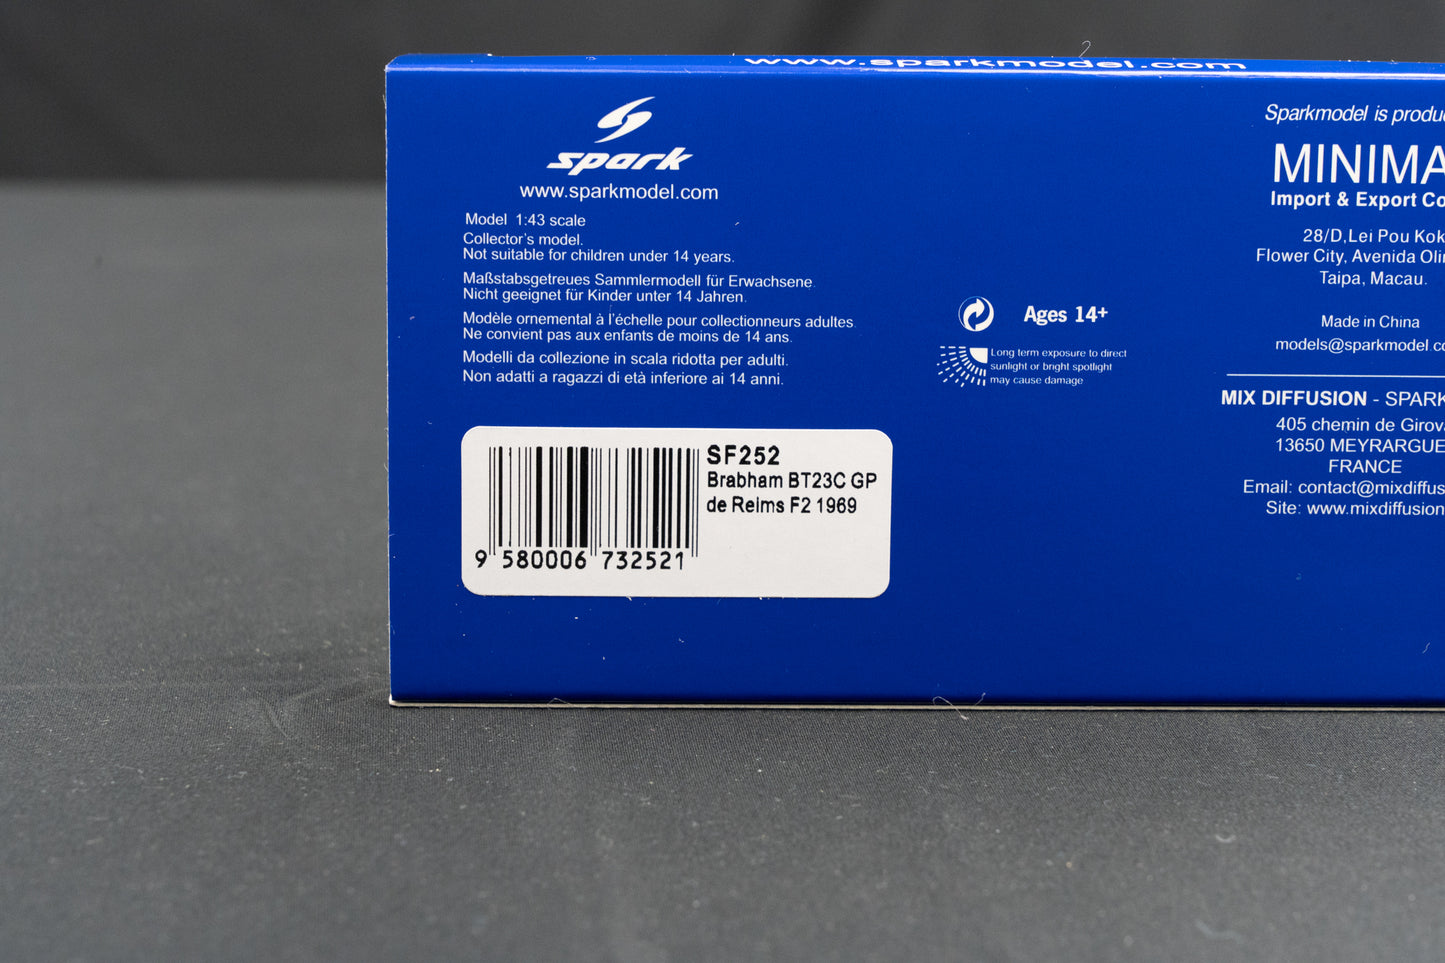 www.sparkmodel.com
spark
www.sparkmodel.com
Model 1:43 scale
Collector's model.
Not suitable for children under 14 years.
Maßstabsgetreues Sammlermodell für Erwachsene.
Nicht geeignet für Kinder unter 14 Jahren.
Modèle ornemental à l'échelle pour collectionneurs adultes.
Ne convient pas aux enfants de moins de 14 ans.
Modelli da collezione in scala ridotta per adulti.
Non adatti a ragazzi di età inferiore ai 14 anni.
SF252
Brabham BT23C GP
de Reims F2 1969
9 580006 732521
Ages 14+
Long term exposure to direct
sunlight or bright spotlight
may cause damage
Sparkmodel is
MINIMA
Import & Export
28/D,Lei Pou Kok
Flower City, Avenida
Taipa, Macau.
Made in China
models@sparkmodel.
MIX DIFFUSION - SPARK
405 chemin de
13650 MEYRARGUE
FRANCE
Email: contact@mixdiffus
Site: www.mixdiffusion